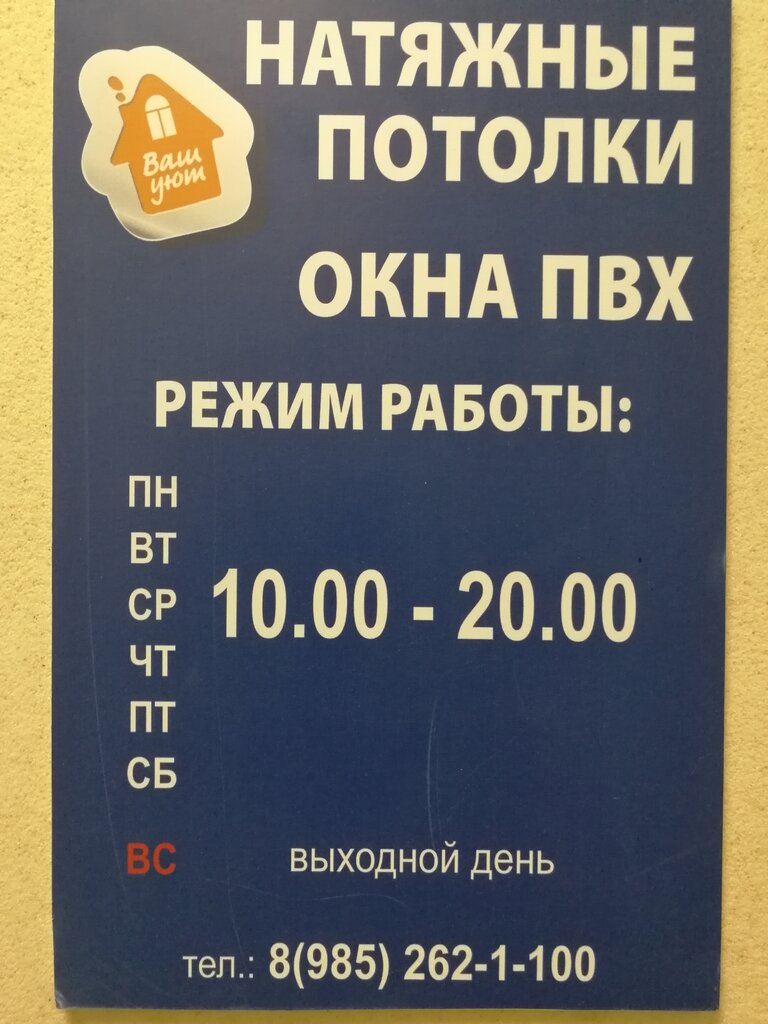 НАТЯЖНЫЕ
ПОТОЛКИ
Ваш
уют
ОКНА ПВХ
РЕЖИМ РАБОТЫ:
ПН
ВТ
СР
10.00 - 20.00
ЧТ
ПТ
СБ
ВС выходной день
тел.: 8(985) 262-1-100